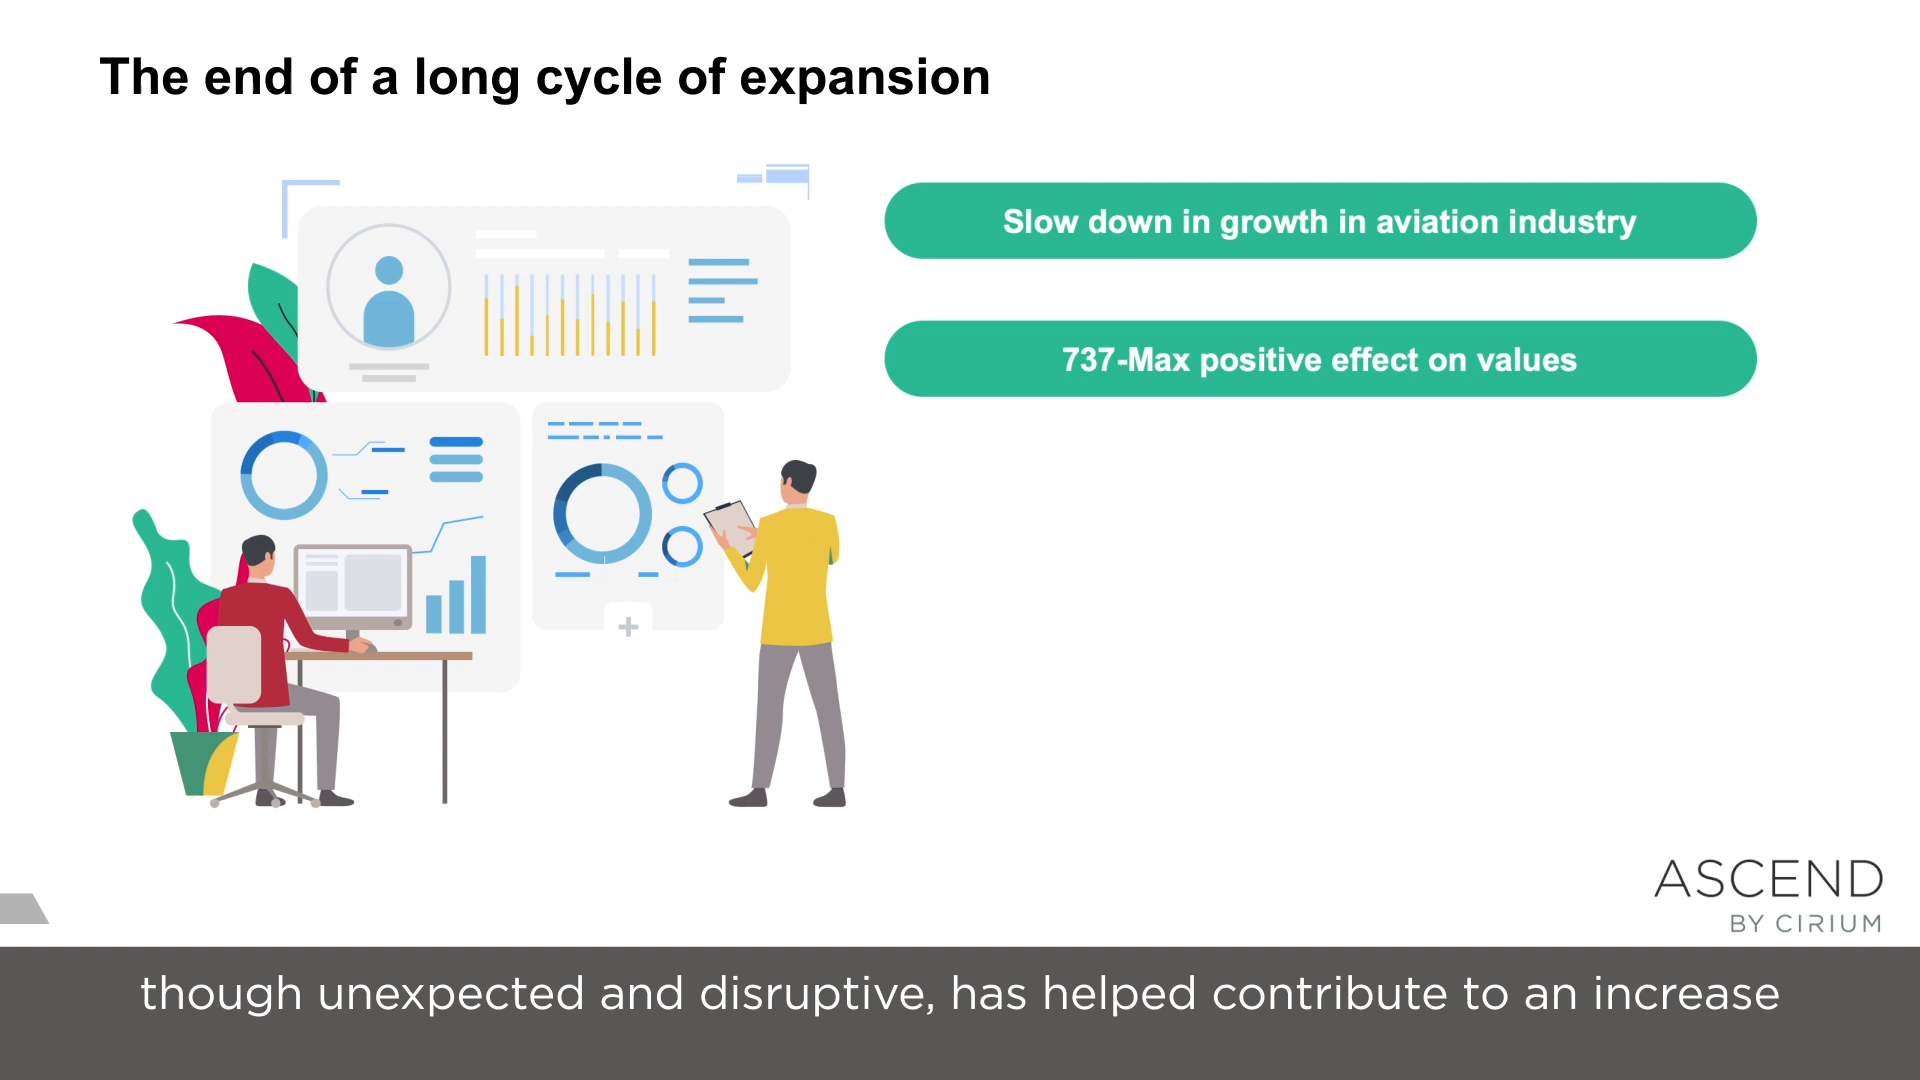 The end of a long cycle of expansion
Slow down in growth in aviation industry
737-Max positive effect on values
ASCEND
BY CIRIUM
though unexpected and disruptive, has helped contribute to an increase